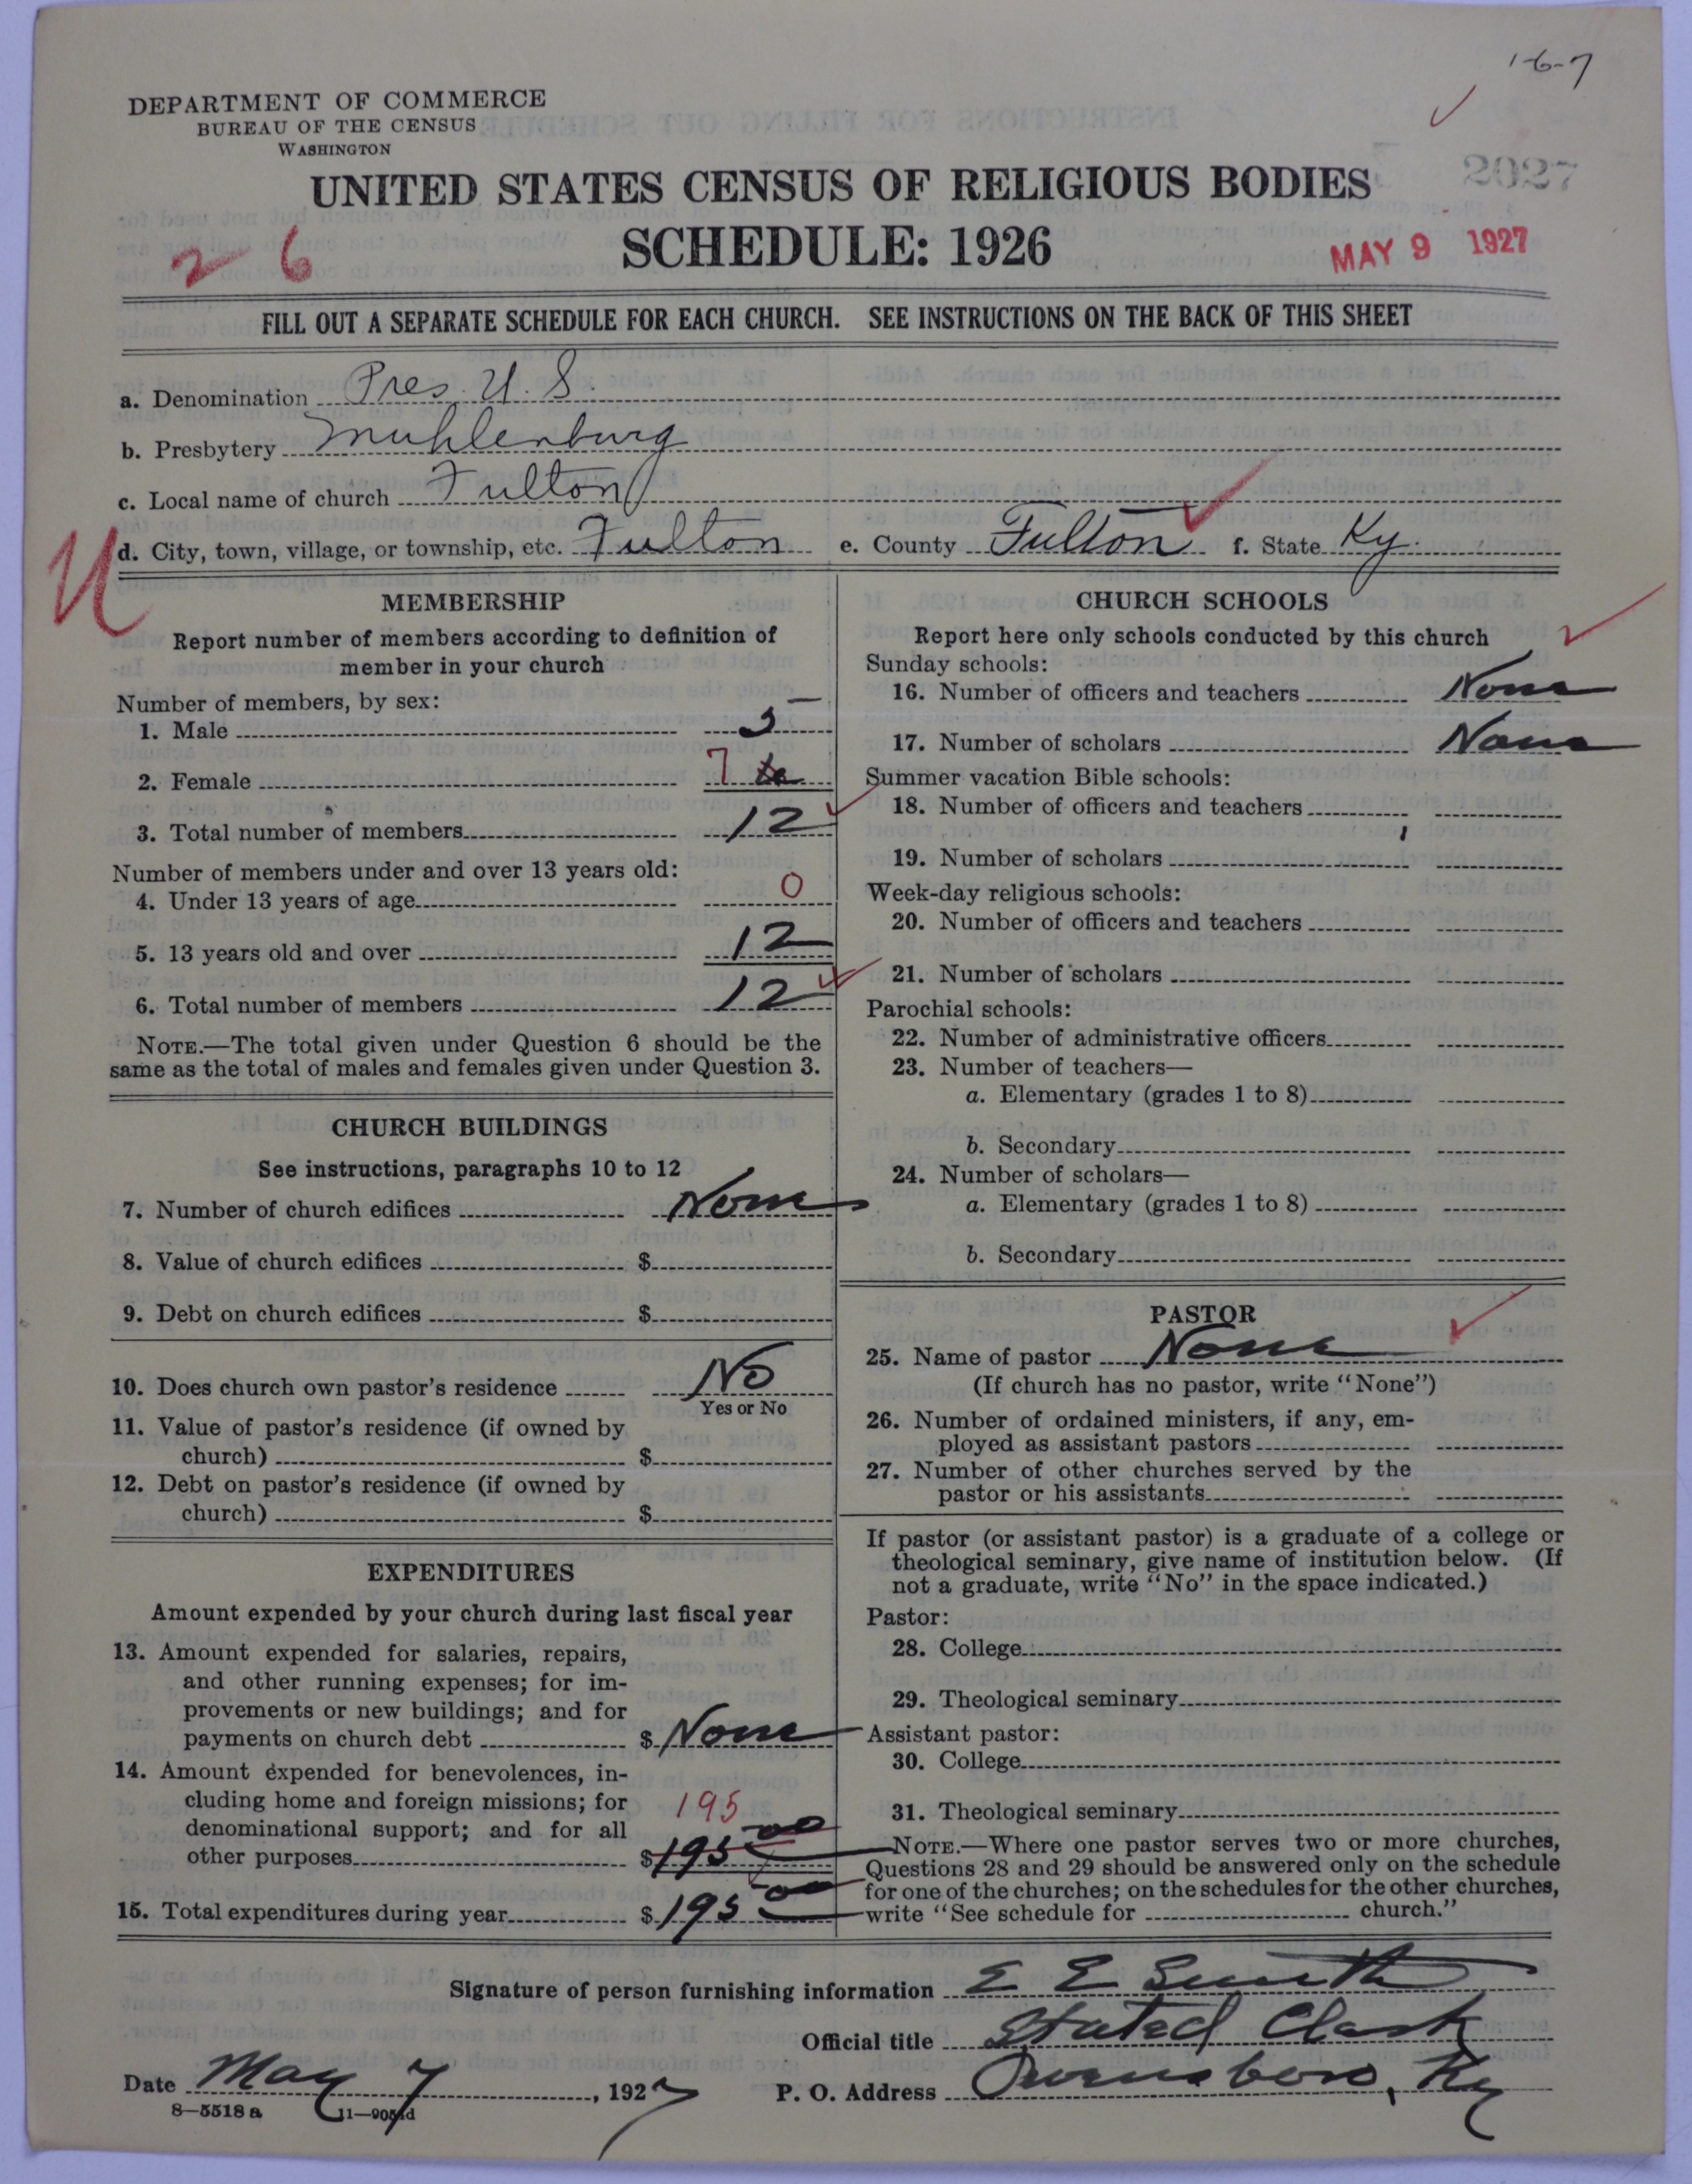 1-6-7
DEPARTMENT OF COMMERCE
BUREAU OF THE CENSUS
WASHINGTON
2027
UNITED STATES CENSUS OF RELIGIOUS BODIES
SCHEDULE: 1926
2 6
MAY 9 1927
FILL OUT A SEPARATE SCHEDULE FOR EACH CHURCH. SEE INSTRUCTIONS ON THE BACK OF THIS SHEET
a. Denomination Pres. U. S.
b. Presbytery Muhlenburg
c. Local name of church Fulton
d. City, town, village, or township, etc. Fulton e. County Fulton f. State Ky.
U
MEMBERSHIP
Report number of members according to definition of
member in your church
Number of members, by sex:
1. Male 5
2. Female 7
3. Total number of members 12
Number of members under and over 13 years old:
4. Under 13 years of age 0
5. 13 years old and over 12
6. Total number of members 12
NOTE.—The total given under Question 6 should be the
same as the total of males and females given under Question 3.
CHURCH BUILDINGS
See instructions, paragraphs 10 to 12
7. Number of church edifices None
8. Value of church edifices $
9. Debt on church edifices $
10. Does church own pastor's residence No
Yes or No
11. Value of pastor's residence (if owned by
church) $
12. Debt on pastor's residence (if owned by
church) $
EXPENDITURES
Amount expended by your church during last fiscal year
13. Amount expended for salaries, repairs,
and other running expenses; for im-
provements or new buildings; and for
payments on church debt $ None
14. Amount expended for benevolences, in-
cluding home and foreign missions; for
195
denominational support; and for all
other purposes $195 00
15. Total expenditures during year $195 00
CHURCH SCHOOLS
Report here only schools conducted by this church
Sunday schools:
16. Number of officers and teachers None
17. Number of scholars None
Summer vacation Bible schools:
18. Number of officers and teachers
19. Number of scholars
Week-day religious schools:
20. Number of officers and teachers
21. Number of scholars
Parochial schools:
22. Number of administrative officers
23. Number of teachers—
a. Elementary (grades 1 to 8)
b. Secondary
24. Number of scholars—
a. Elementary (grades 1 to 8)
b. Secondary
PASTOR
25. Name of pastor None
(If church has no pastor, write "None")
26. Number of ordained ministers, if any, em-
ployed as assistant pastors
27. Number of other churches served by the
pastor or his assistants
If pastor (or assistant pastor) is a graduate of a college or
theological seminary, give name of institution below. (If
not a graduate, write "No" in the space indicated.)
Pastor:
28. College
29. Theological seminary
Assistant pastor:
30. College
31. Theological seminary
NOTE.—Where one pastor serves two or more churches,
Questions 28 and 29 should be answered only on the schedule
for one of the churches; on the schedules for the other churches,
write "See schedule for church."
Signature of person furnishing information E E Smith
Official title Stated Clerk
Date May 7, 1927 P. O. Address Owensboro, Ky
8—5518 a 11—9051d